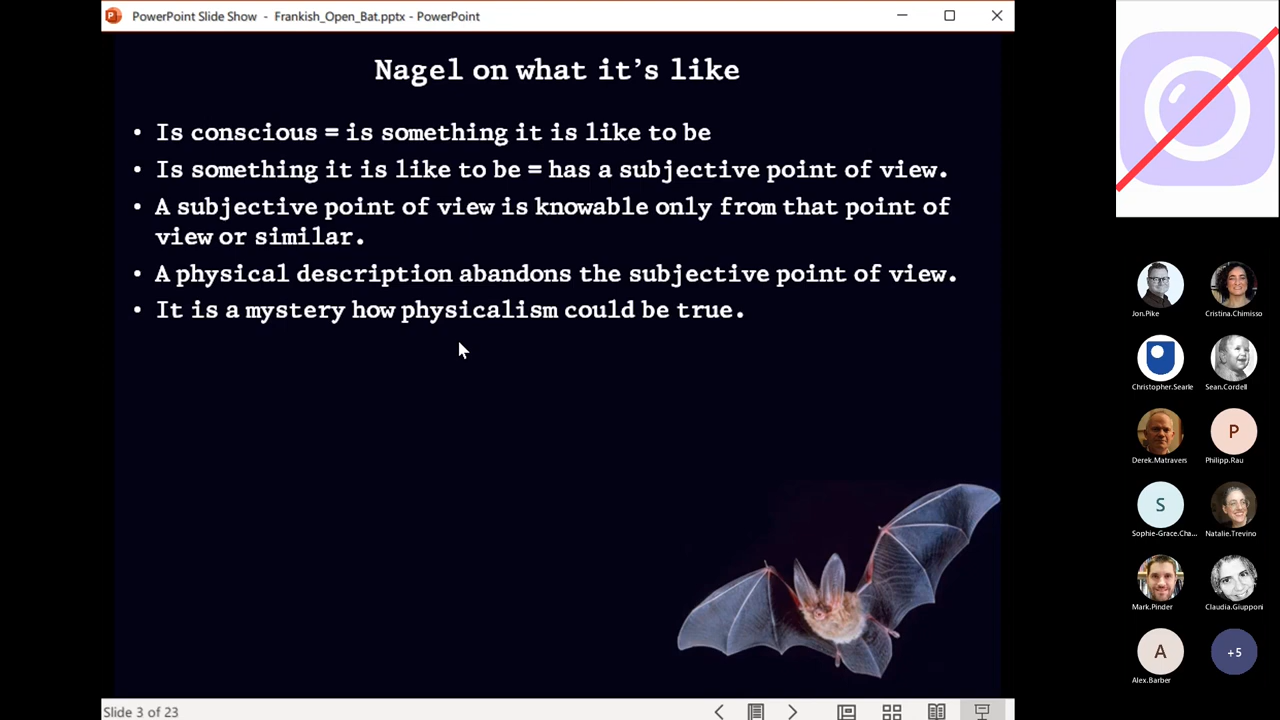 PowerPoint Slide Show - Frankish_Open_Bat.pptx - PowerPoint
Nagel on what it's like
• Is conscious = is something it is like to be
• Is something it is like to be = has a subjective point of view.
• A subjective point of view is knowable only from that point of
view or similar.
• A physical description abandons the subjective point of view.
• It is a mystery how physicalism could be true.
Jon.Pike
Cristina.Chimisso
Christopher.Searle
Sean.Cordell
P
Derek.Matravers
Philipp.Rau
S
Sophie-Grace.Cha...
Natalie.Trevino
Mark.Pinder
Claudia.Giupponi
A
+5
Alex.Barber
Slide 3 of 23